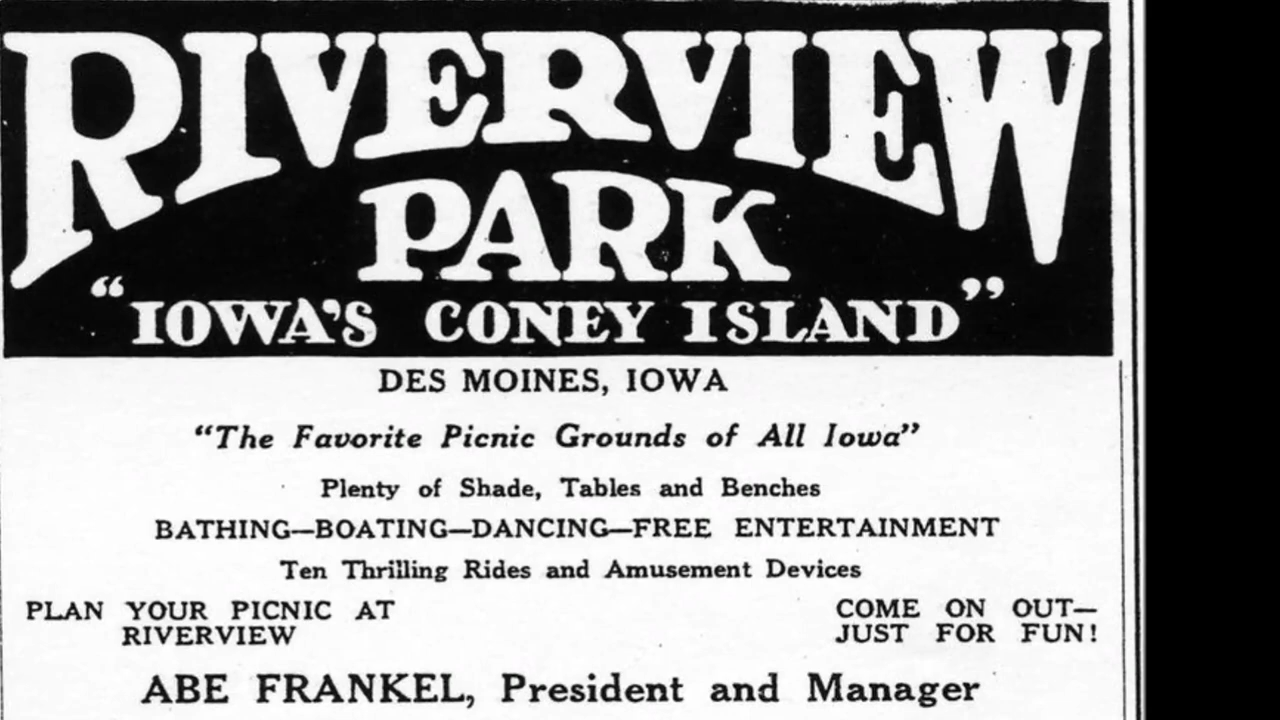 RIVERVIEW
PARK
"IOWA'S CONEY ISLAND"
DES MOINES, IOWA
"The Favorite Picnic Grounds of All Iowa"
Plenty of Shade, Tables and Benches
BATHING—BOATING—DANCING—FREE ENTERTAINMENT
Ten Thrilling Rides and Amusement Devices
PLAN YOUR PICNIC AT
RIVERVIEW
COME ON OUT—
JUST FOR FUN!
ABE FRANKEL, President and Manager